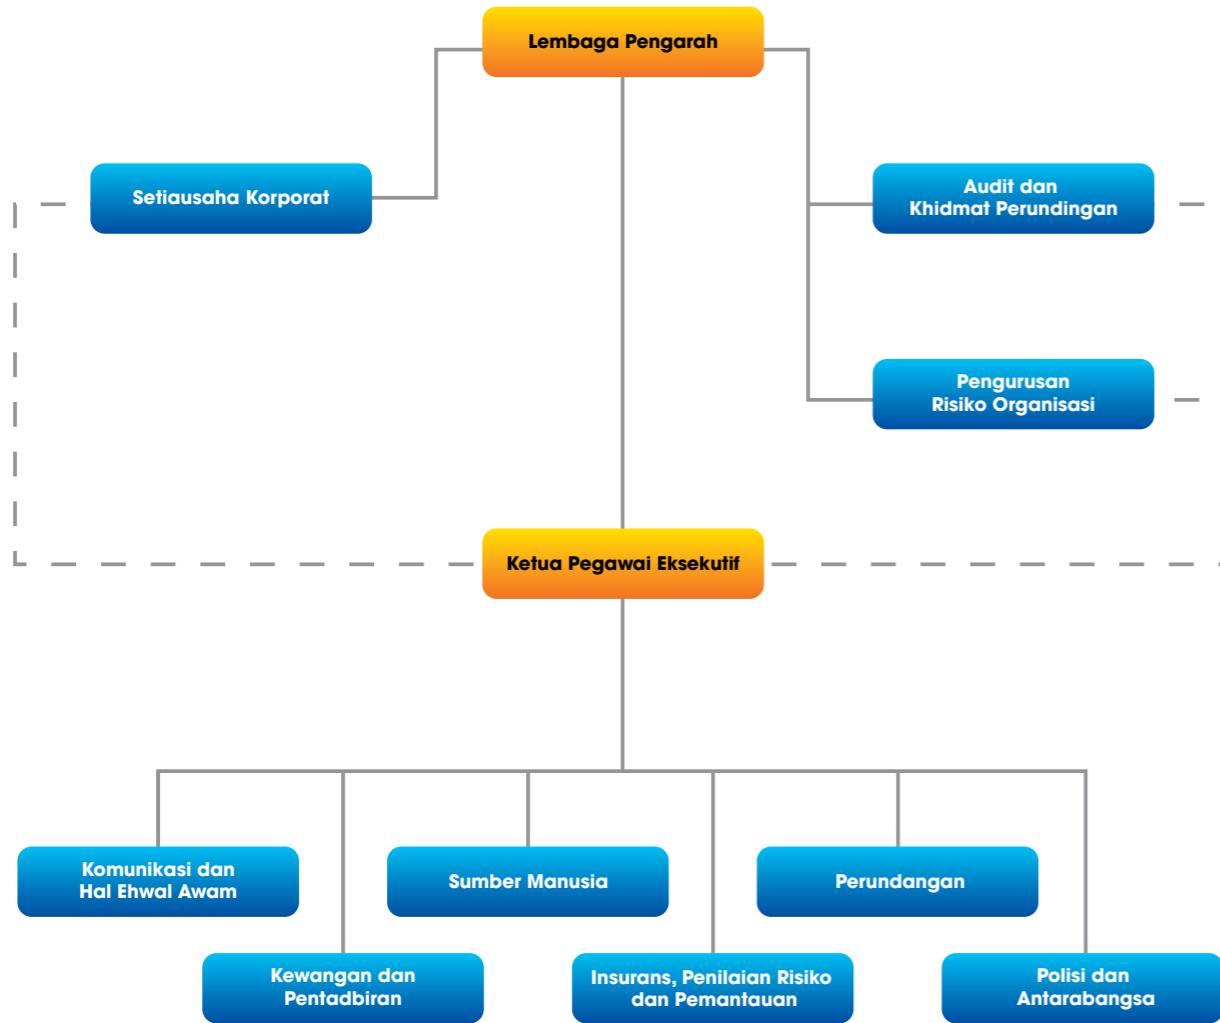 Lembaga Pengarah
Setiausaha Korporat
Audit dan
Khidmat Perundingan
Pengurusan
Risiko Organisasi
Ketua Pegawai Eksekutif
Komunikasi dan
Hal Ehwal Awam
Sumber Manusia
Perundangan
Kewangan dan
Pentadbiran
Insurans, Penilaian Risiko
dan Pemantauan
Polisi dan
Antarabangsa